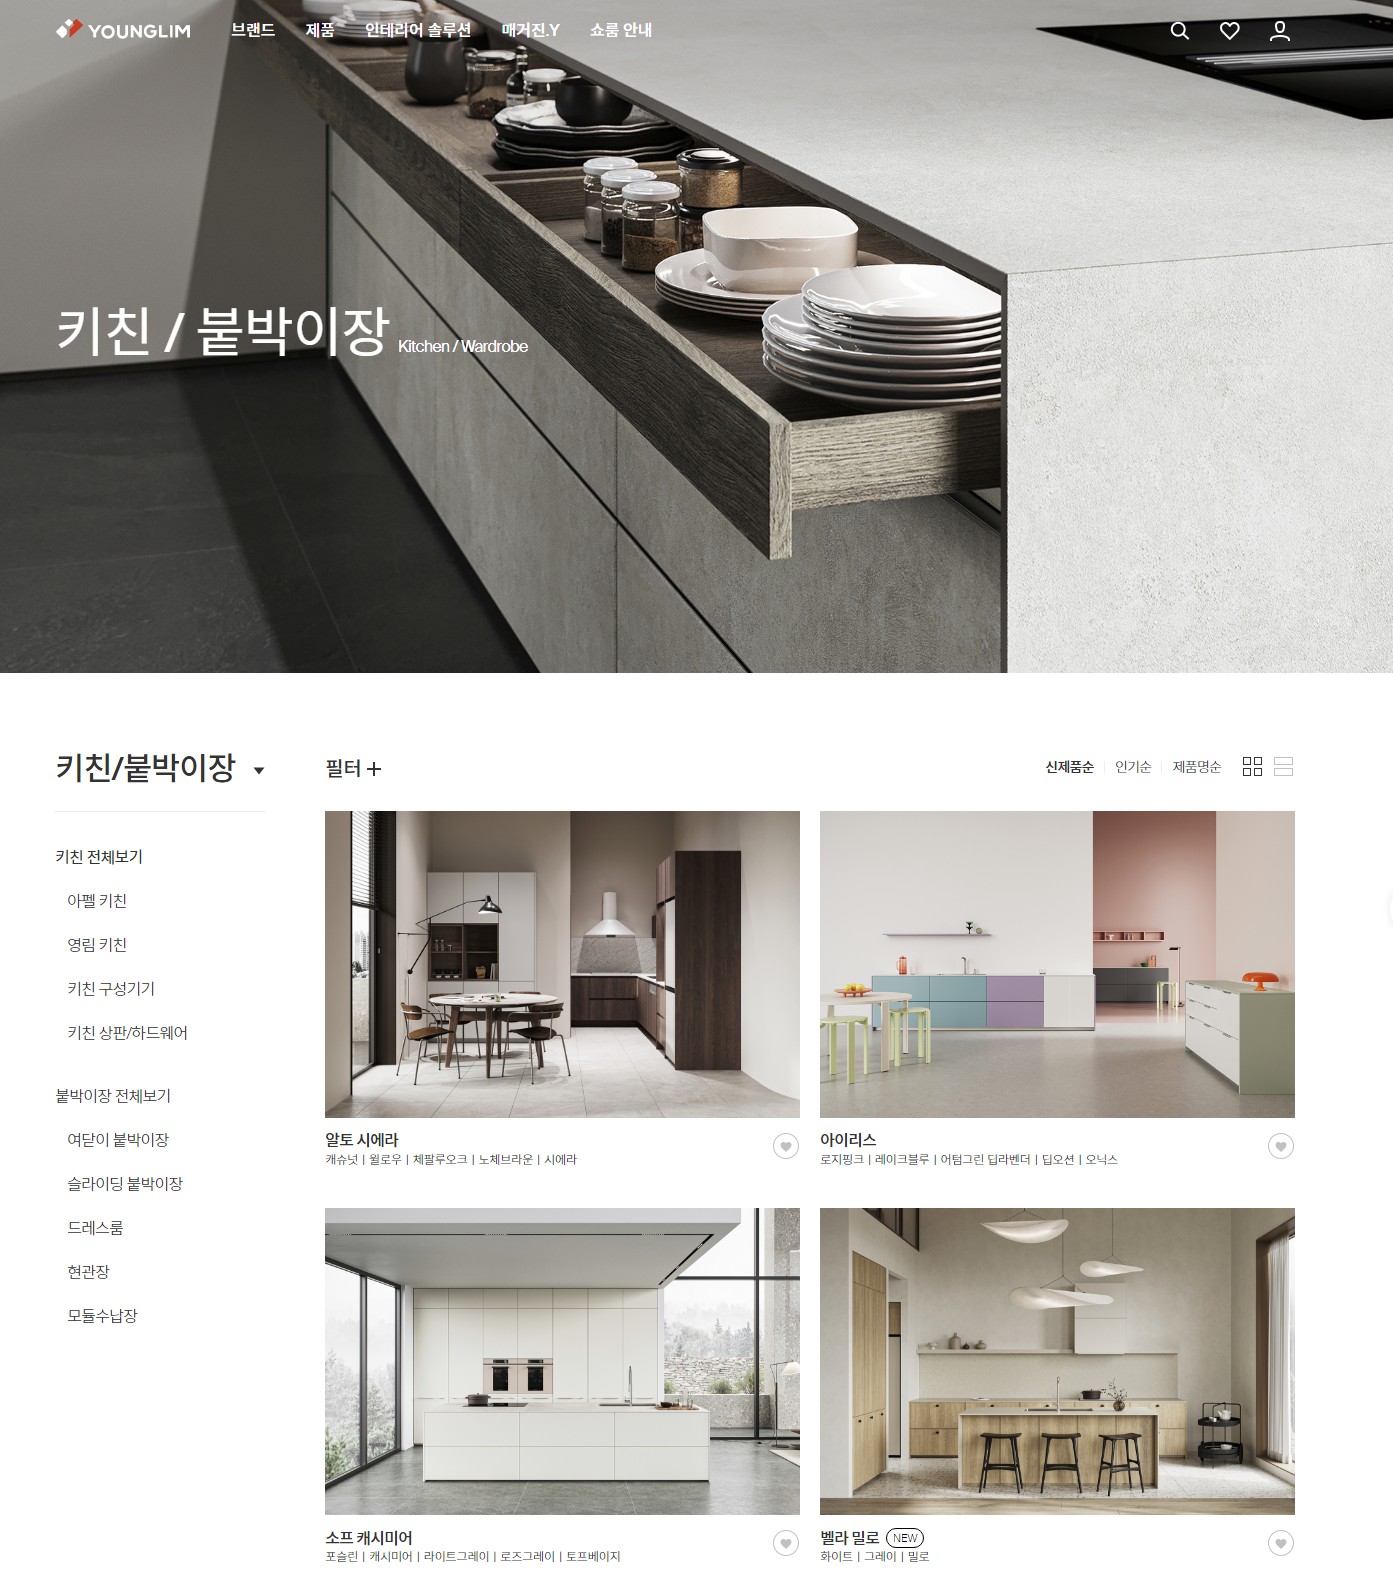 YOUNGLIM 브랜드 제품 인테리어 솔루션 매거진.Y 쇼룸 안내
키친 / 붙박이장 Kitchen / Wardrobe
키친/붙박이장
필터
신제품순 인기순 제품명순
키친 전체보기
아펠 키친
영림 키친
키친 구성기기
키친 상판/하드웨어
붙박이장 전체보기
여닫이 붙박이장
슬라이딩 붙박이장
드레스룸
현관장
모듈수납장
알토 시에라
캐슈넛 | 윌로우 | 체팔루오크 | 노체브라운 | 시에라
아이리스
로지핑크 | 레이크블루 | 어텀그린 딥라벤더 | 딥오션 | 오닉스
소프 캐시미어
포슬린 | 캐시미어 | 라이트그레이 | 로즈그레이 | 토프베이지
벨라 밀로 NEW
화이트 | 그레이 | 밀로